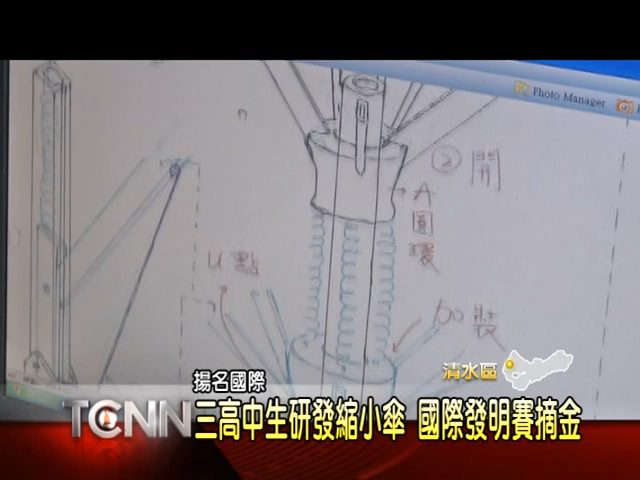 Photo Manager
② 開
A圓環
U點
加裝
清水區
揚名國際
TCNN
三高中生研發縮小傘 國際發明賽摘金